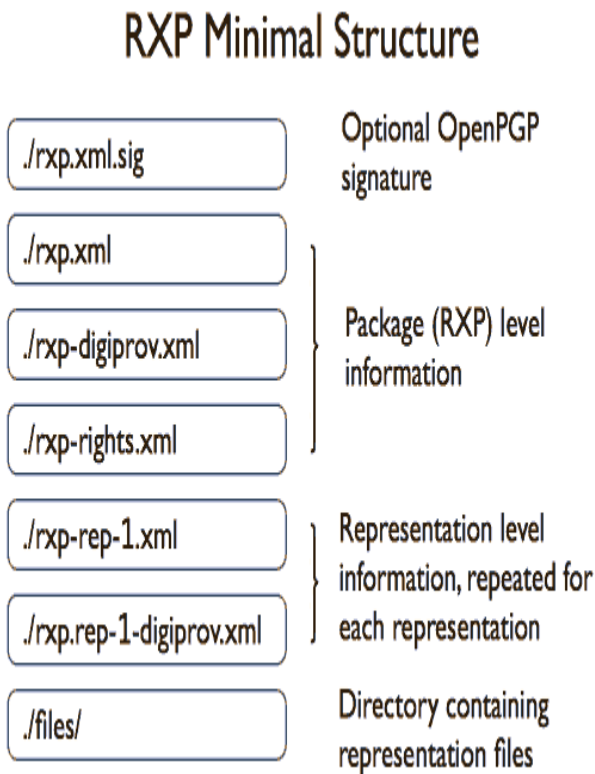 RXP Minimal Structure
./rxp.xml.sig
Optional OpenPGP
signature
./rxp.xml
./rxp-digiprov.xml
./rxp-rights.xml
Package (RXP) level
information
./rxp-rep-1.xml
./rxp.rep-1-digiprov.xml
Representation level
information, repeated for
each representation
./files/
Directory containing
representation files